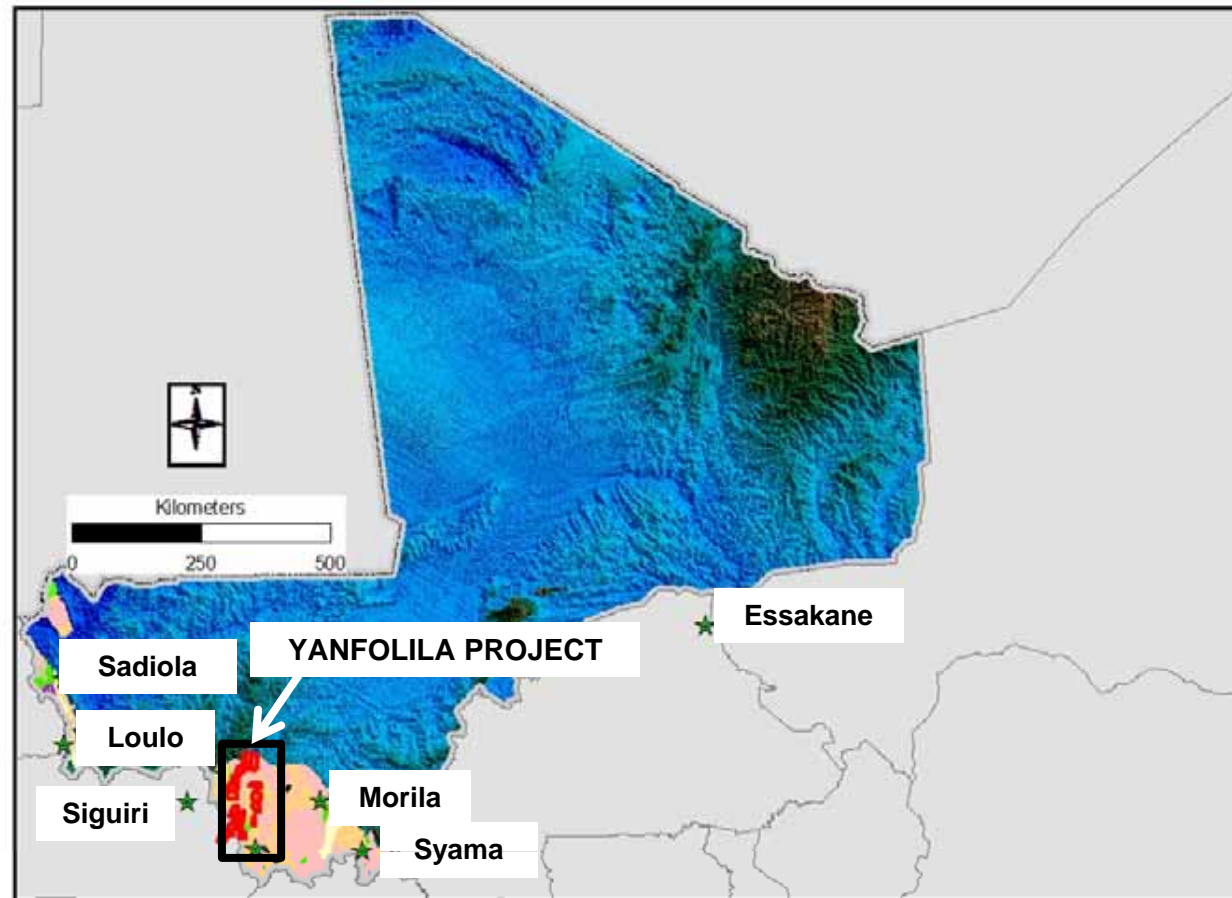 N
Kilometers
0 250 500
Essakane
YANFOLILA PROJECT
Sadiola
Loulo
Siguiri
Morila
Syama